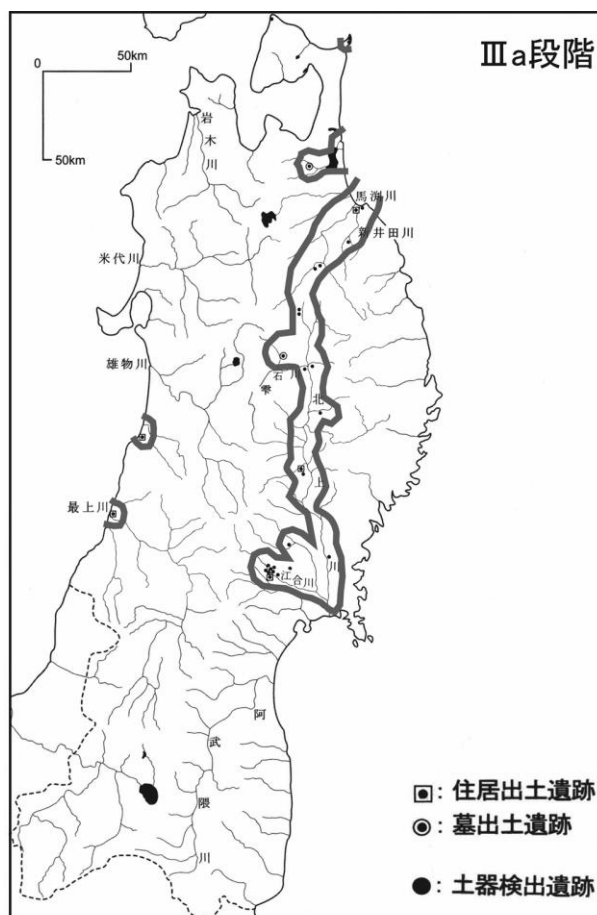 Ⅲa段階
0
50km
50km
岩木川
馬渕川
新井田川
米代川
雄物川
雫石川
北上川
最上川
江合川
阿武隈川
：住居出土遺跡
：墓出土遺跡
：土器検出遺跡